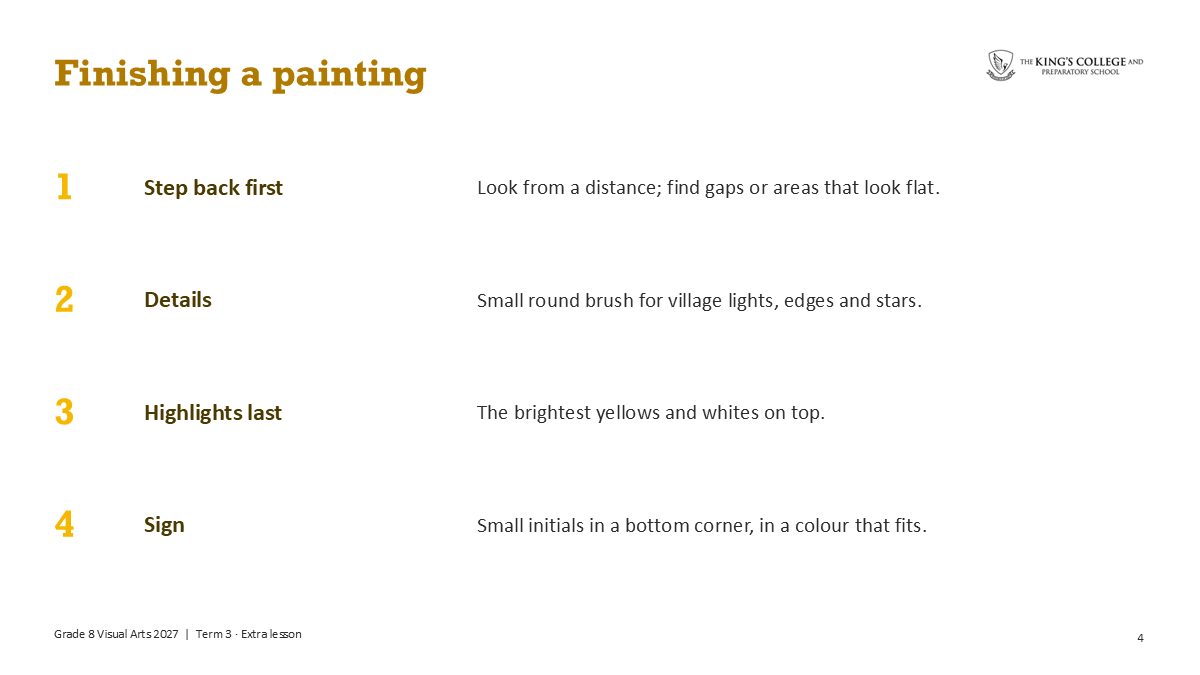 Finishing a painting
THE KING'S COLLEGE AND
PREPARATORY SCHOOL
1 Step back first Look from a distance; find gaps or areas that look flat.
2 Details Small round brush for village lights, edges and stars.
3 Highlights last The brightest yellows and whites on top.
4 Sign Small initials in a bottom corner, in a colour that fits.
Grade 8 Visual Arts 2027 | Term 3 · Extra lesson
4